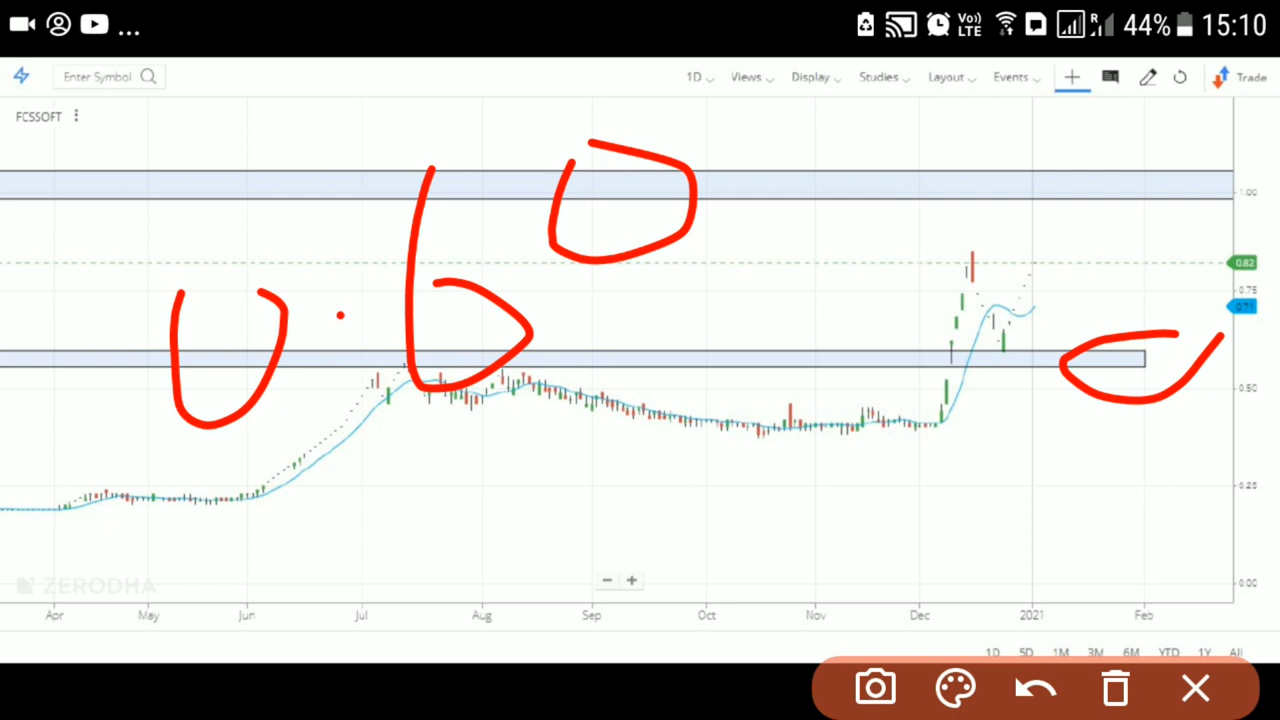 ... Vo)) LTE R 44% 15:10
Enter Symbol 1D Views Display Studies Layout Events Trade
FCSSOFT
1.00
0.82
0.75
0.71
0.50
0.25
0.00
0.60
ZERODHA
Apr May Jun Jul Aug Sep Oct Nov Dec 2021 Feb
1D 5D 1M 3M 6M YTD 1Y All